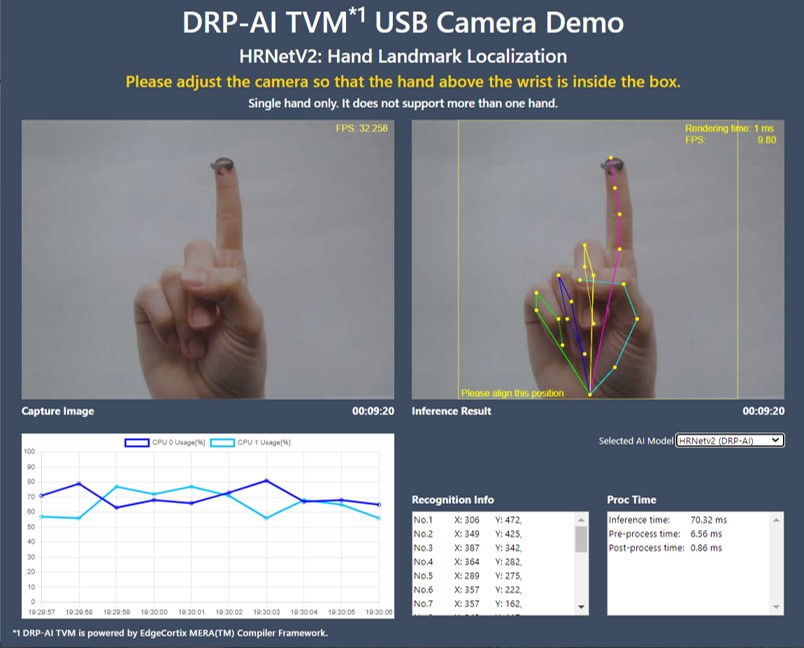 DRP-AI TVM*1 USB Camera Demo
HRNetV2: Hand Landmark Localization
Please adjust the camera so that the hand above the wrist is inside the box.
Single hand only. It does not support more than one hand.
FPS: 32.258
Rendering time: 1 ms
FPS: 9.80
Please align this position
Capture Image 00:09:20
Inference Result 00:09:20
CPU 0 Usage[%] CPU 1 Usage[%]
100
90
80
70
60
50
40
30
20
10
0
19:29:57 19:29:58 19:29:59 19:30:00 19:30:01 19:30:02 19:30:03 19:30:04 19:30:05 19:30:06
Selected AI Model HRNetv2 (DRP-AI)
Recognition Info
No.1 X: 306 Y: 472,
No.2 X: 349 Y: 425,
No.3 X: 387 Y: 342,
No.4 X: 364 Y: 282,
No.5 X: 289 Y: 275,
No.6 X: 357 Y: 222,
No.7 X: 357 Y: 162,
Proc Time
Inference time: 70.32 ms
Pre-process time: 6.56 ms
Post-process time: 0.86 ms
*1 DRP-AI TVM is powered by EdgeCortix MERA(TM) Compiler Framework.